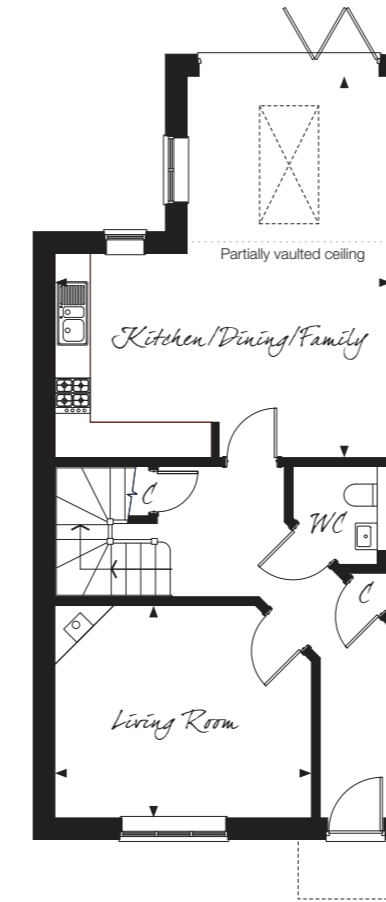 Partially vaulted ceiling
Kitchen/Dining/Family
C
WC
C
Living Room